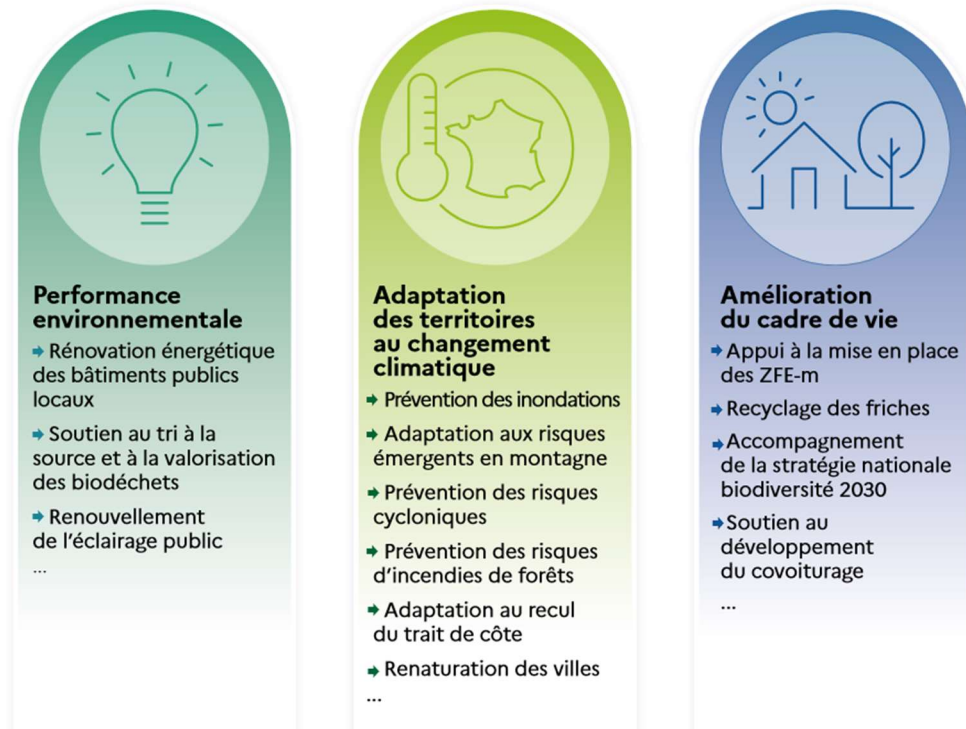 Performance
environnementale
➔ Rénovation énergétique
des bâtiments publics
locaux
➔ Soutien au tri à la
source et à la valorisation
des biodéchets
➔ Renouvellement
de l’éclairage public
...
Adaptation
des territoires
au changement
climatique
➔ Prévention des inondations
➔ Adaptation aux risques
émergents en montagne
➔ Prévention des risques
cycloniques
➔ Prévention des risques
d’incendies de forêts
➔ Adaptation au recul
du trait de côte
➔ Renaturation des villes
...
Amélioration
du cadre de vie
➔ Appui à la mise en place
des ZFE-m
➔ Recyclage des friches
➔ Accompagnement
de la stratégie nationale
biodiversité 2030
➔ Soutien au
développement
du covoiturage
...